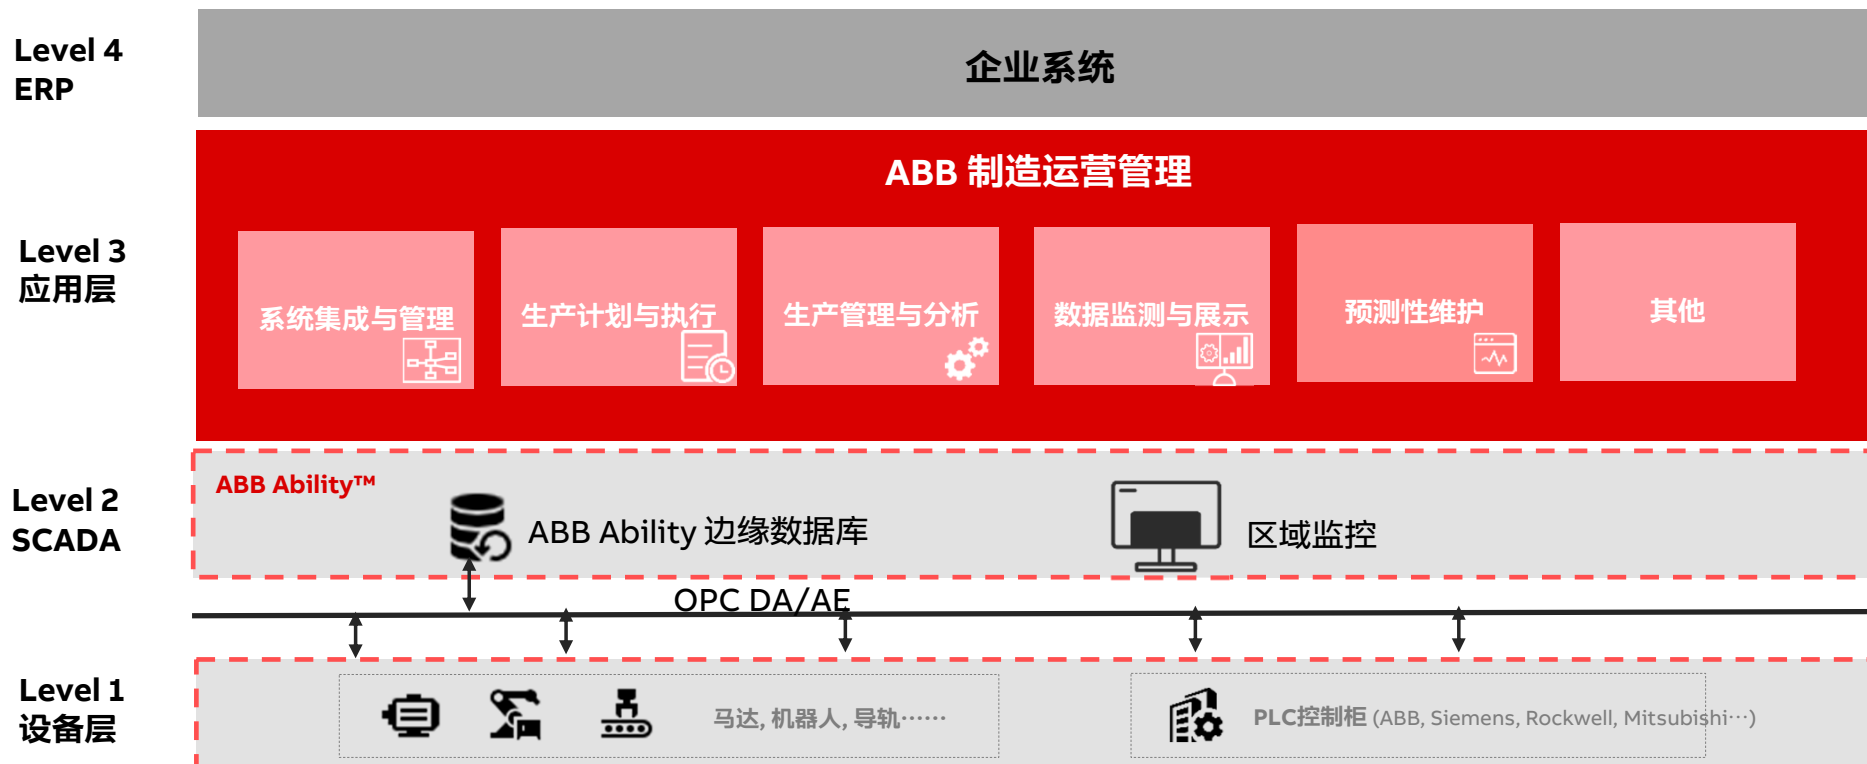 Level 4
ERP
企业系统
ABB 制造运营管理
Level 3
应用层
系统集成与管理
生产计划与执行
生产管理与分析
数据监测与展示
预测性维护
其他
ABB Ability™
Level 2
SCADA
ABB Ability 边缘数据库
区域监控
OPC DA/AE
Level 1
设备层
马达, 机器人, 导轨……
PLC控制柜 (ABB, Siemens, Rockwell, Mitsubishi…)